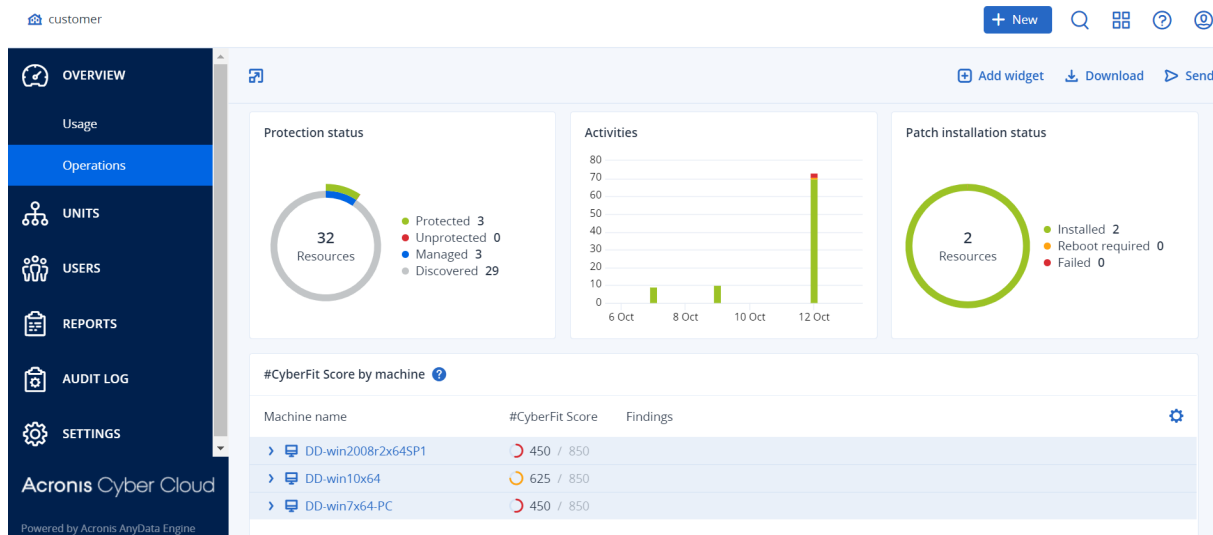 customer
+ New
OVERVIEW
Usage
Operations
UNITS
USERS
REPORTS
AUDIT LOG
SETTINGS
Acronis Cyber Cloud
Powered by Acronis AnyData Engine
Add widget
Download
Send
Protection status
32
Resources
Protected 3
Unprotected 0
Managed 3
Discovered 29
Activities
80
70
60
50
40
30
20
10
0
6 Oct 8 Oct 10 Oct 12 Oct
Patch installation status
2
Resources
Installed 2
Reboot required 0
Failed 0
#CyberFit Score by machine ?
Machine name #CyberFit Score Findings
DD-win2008r2x64SP1 450 / 850
DD-win10x64 625 / 850
DD-win7x64-PC 450 / 850